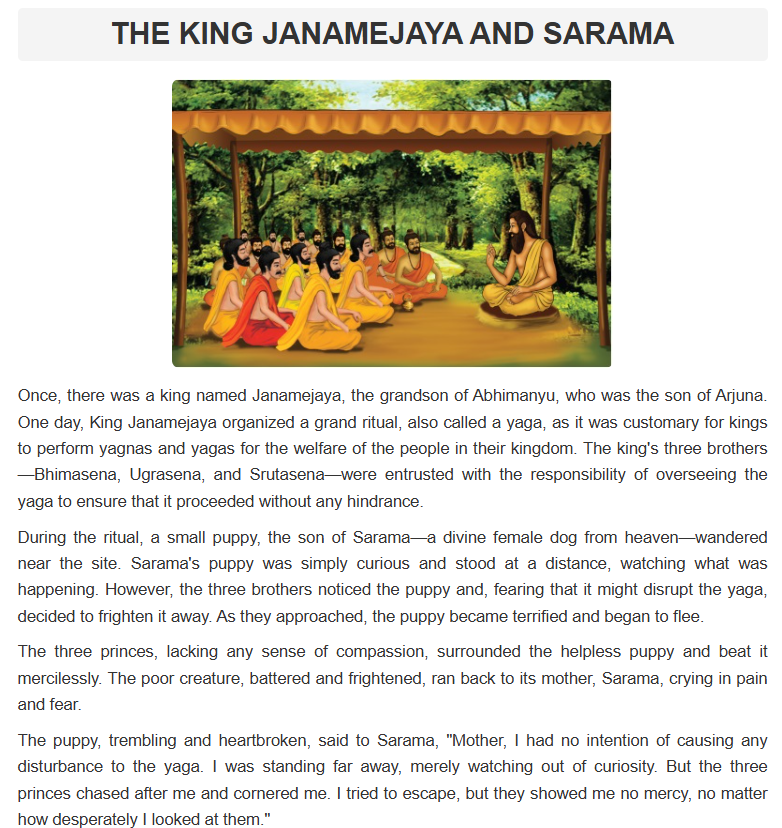 THE KING JANAMEJAYA AND SARAMA
Once, there was a king named Janamejaya, the grandson of Abhimanyu, who was the son of Arjuna.
One day, King Janamejaya organized a grand ritual, also called a yaga, as it was customary for kings
to perform yagnas and yagas for the welfare of the people in their kingdom. The king's three brothers
—Bhimasena, Ugrasena, and Srutasena—were entrusted with the responsibility of overseeing the
yaga to ensure that it proceeded without any hindrance.
During the ritual, a small puppy, the son of Sarama—a divine female dog from heaven—wandered
near the site. Sarama's puppy was simply curious and stood at a distance, watching what was
happening. However, the three brothers noticed the puppy and, fearing that it might disrupt the yaga,
decided to frighten it away. As they approached, the puppy became terrified and began to flee.
The three princes, lacking any sense of compassion, surrounded the helpless puppy and beat it
mercilessly. The poor creature, battered and frightened, ran back to its mother, Sarama, crying in pain
and fear.
The puppy, trembling and heartbroken, said to Sarama, "Mother, I had no intention of causing any
disturbance to the yaga. I was standing far away, merely watching out of curiosity. But the three
princes chased after me and cornered me. I tried to escape, but they showed me no mercy, no matter
how desperately I looked at them."